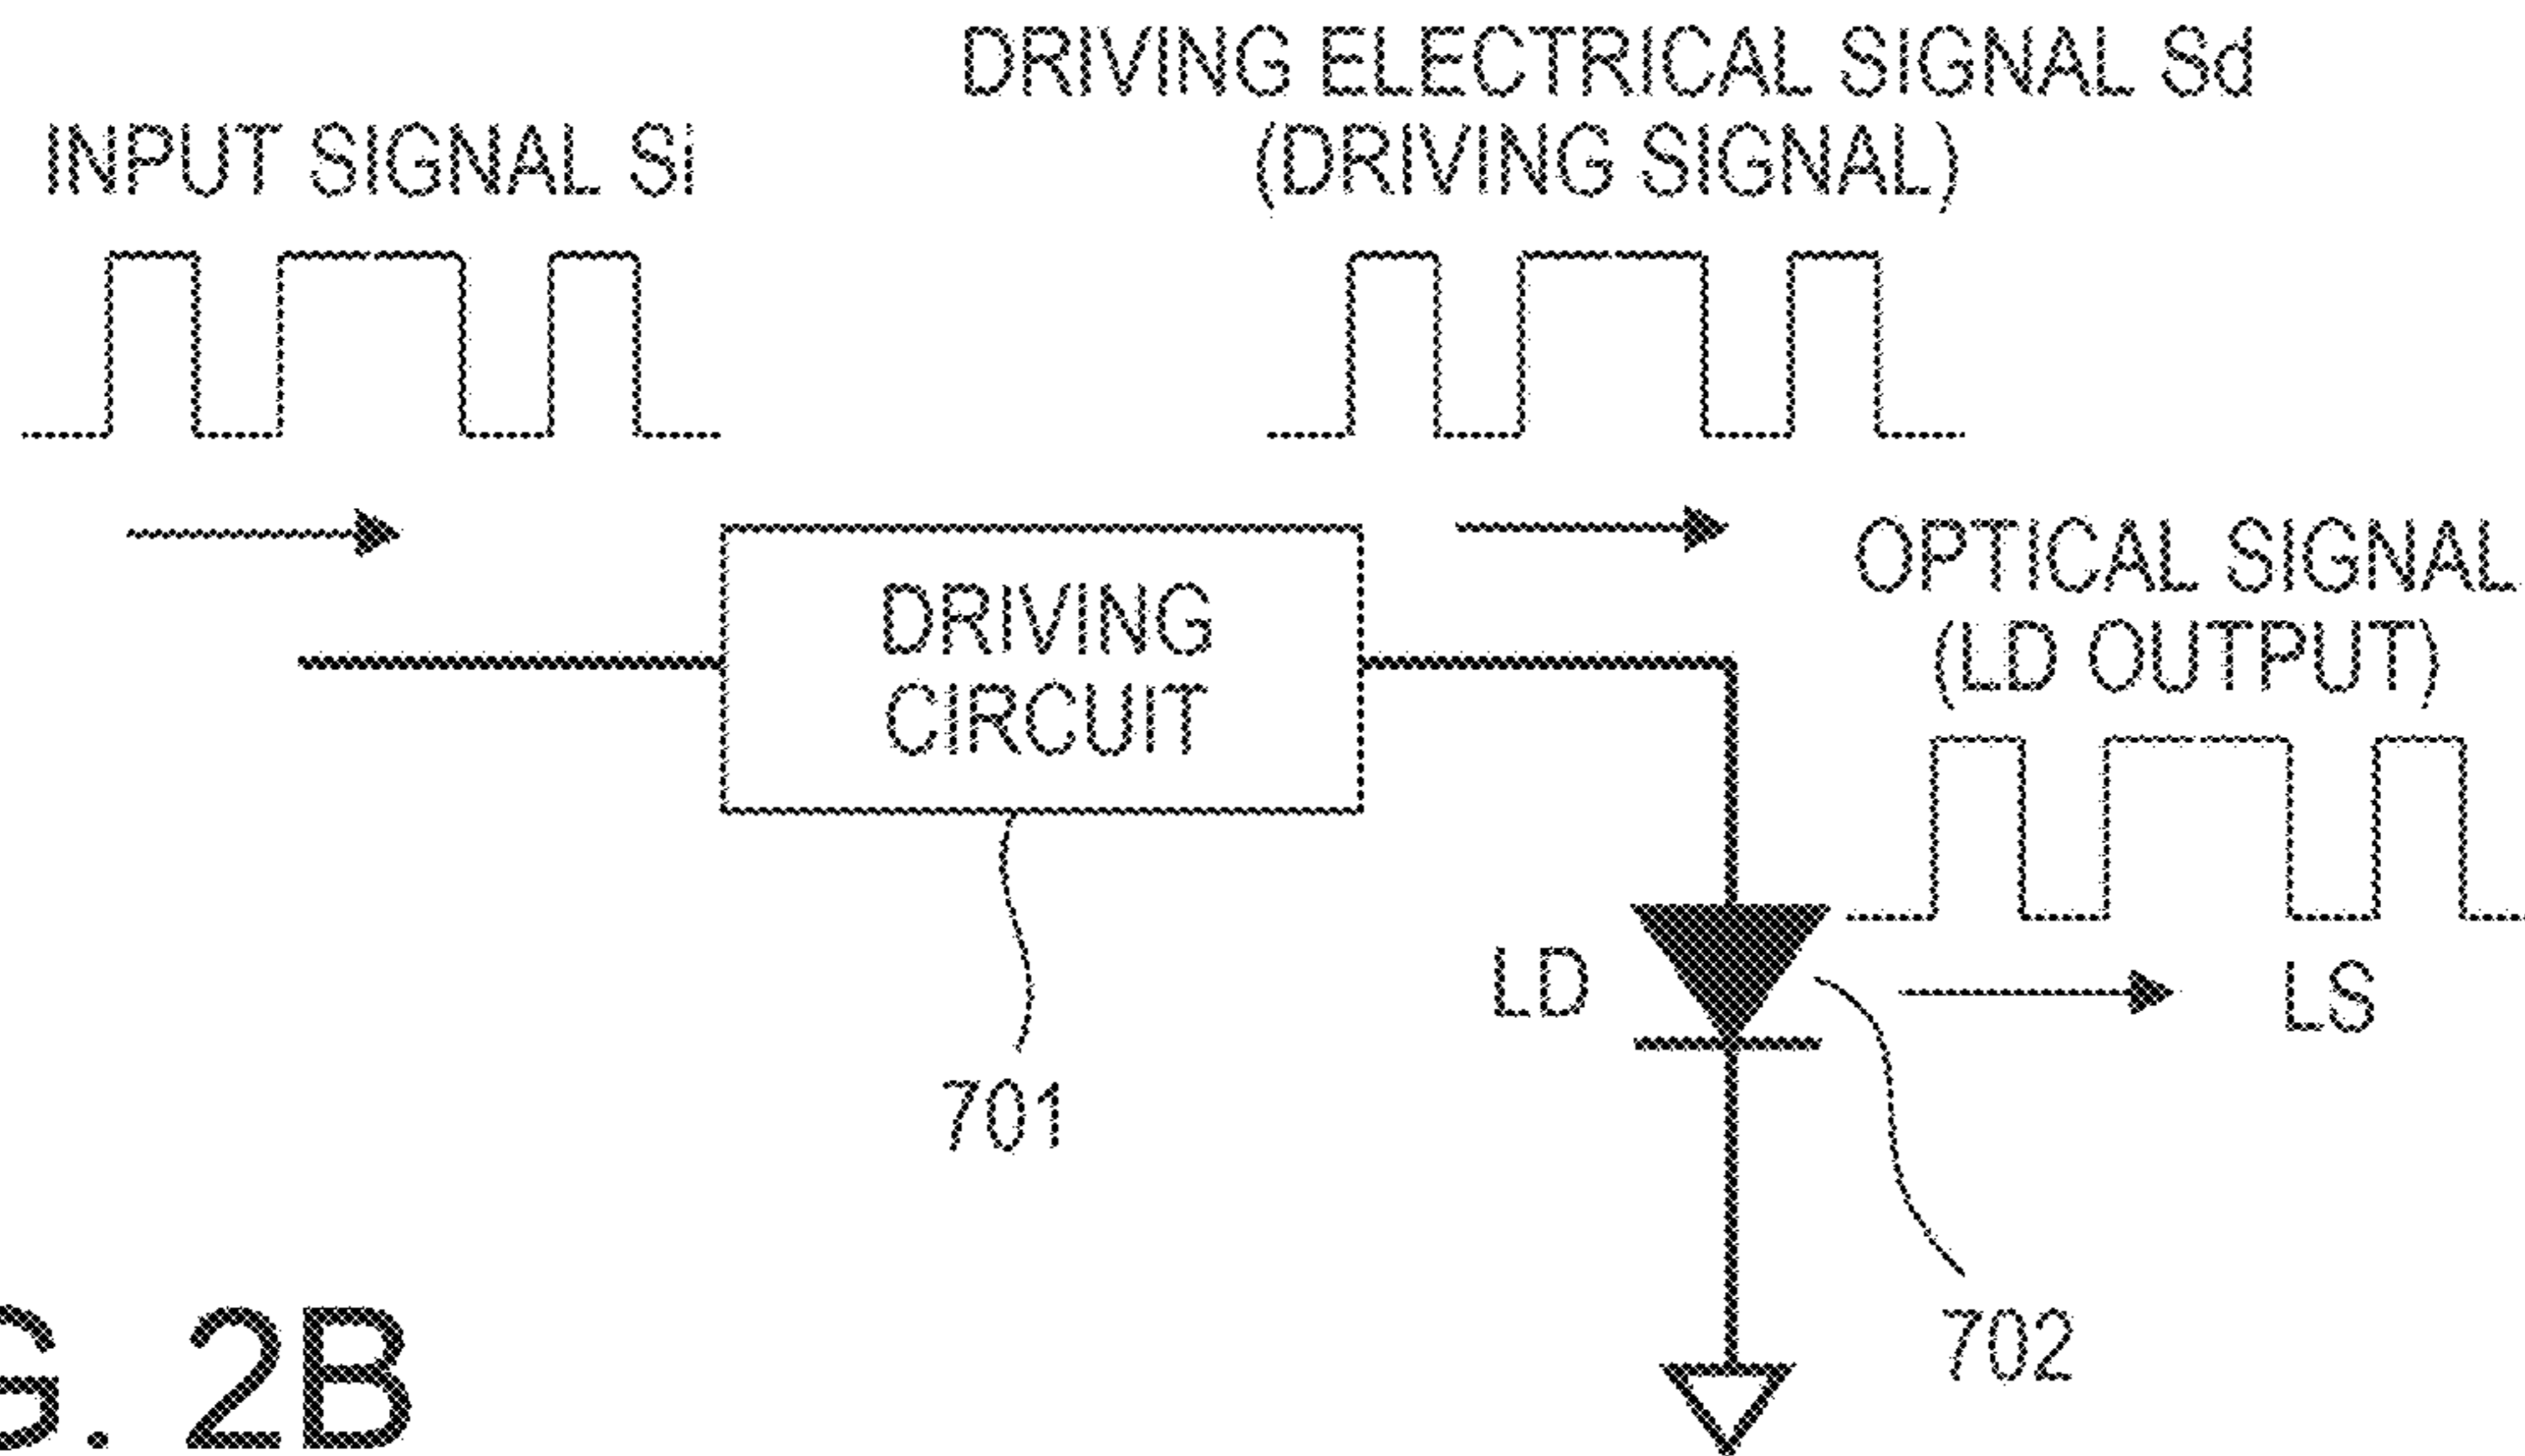 DRIVING ELECTRICAL SIGNAL Sd
(DRIVING SIGNAL)
INPUT SIGNAL Si
OPTICAL SIGNAL
(LD OUTPUT)
DRIVING
CIRCUIT
LD
LS
701
702
G. 2B